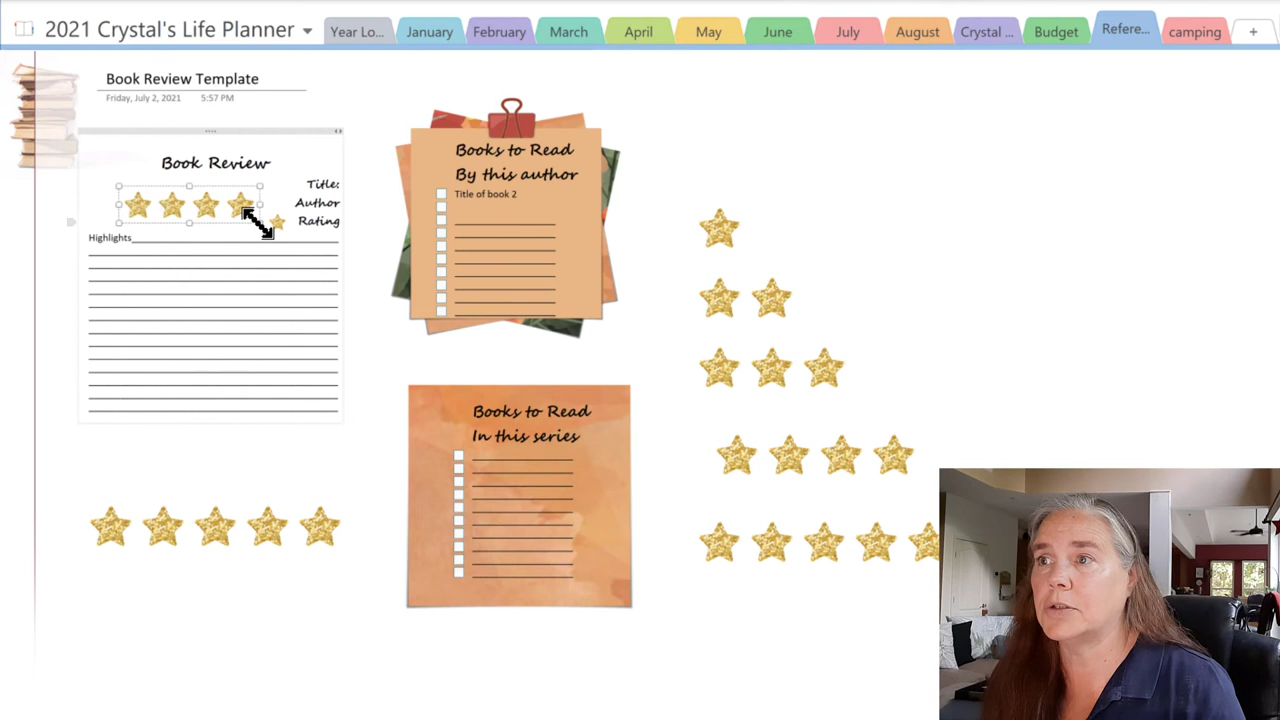 2021 Crystal's Life Planner
Year Lo...
January
February
March
April
May
June
July
August
Crystal ...
Budget
Refere...
camping
+
Book Review Template
Friday, July 2, 2021 5:57 PM
Book Review
Title:
Author
Rating
Highlights
Books to Read
By this author
Title of book 2
Books to Read
In this series